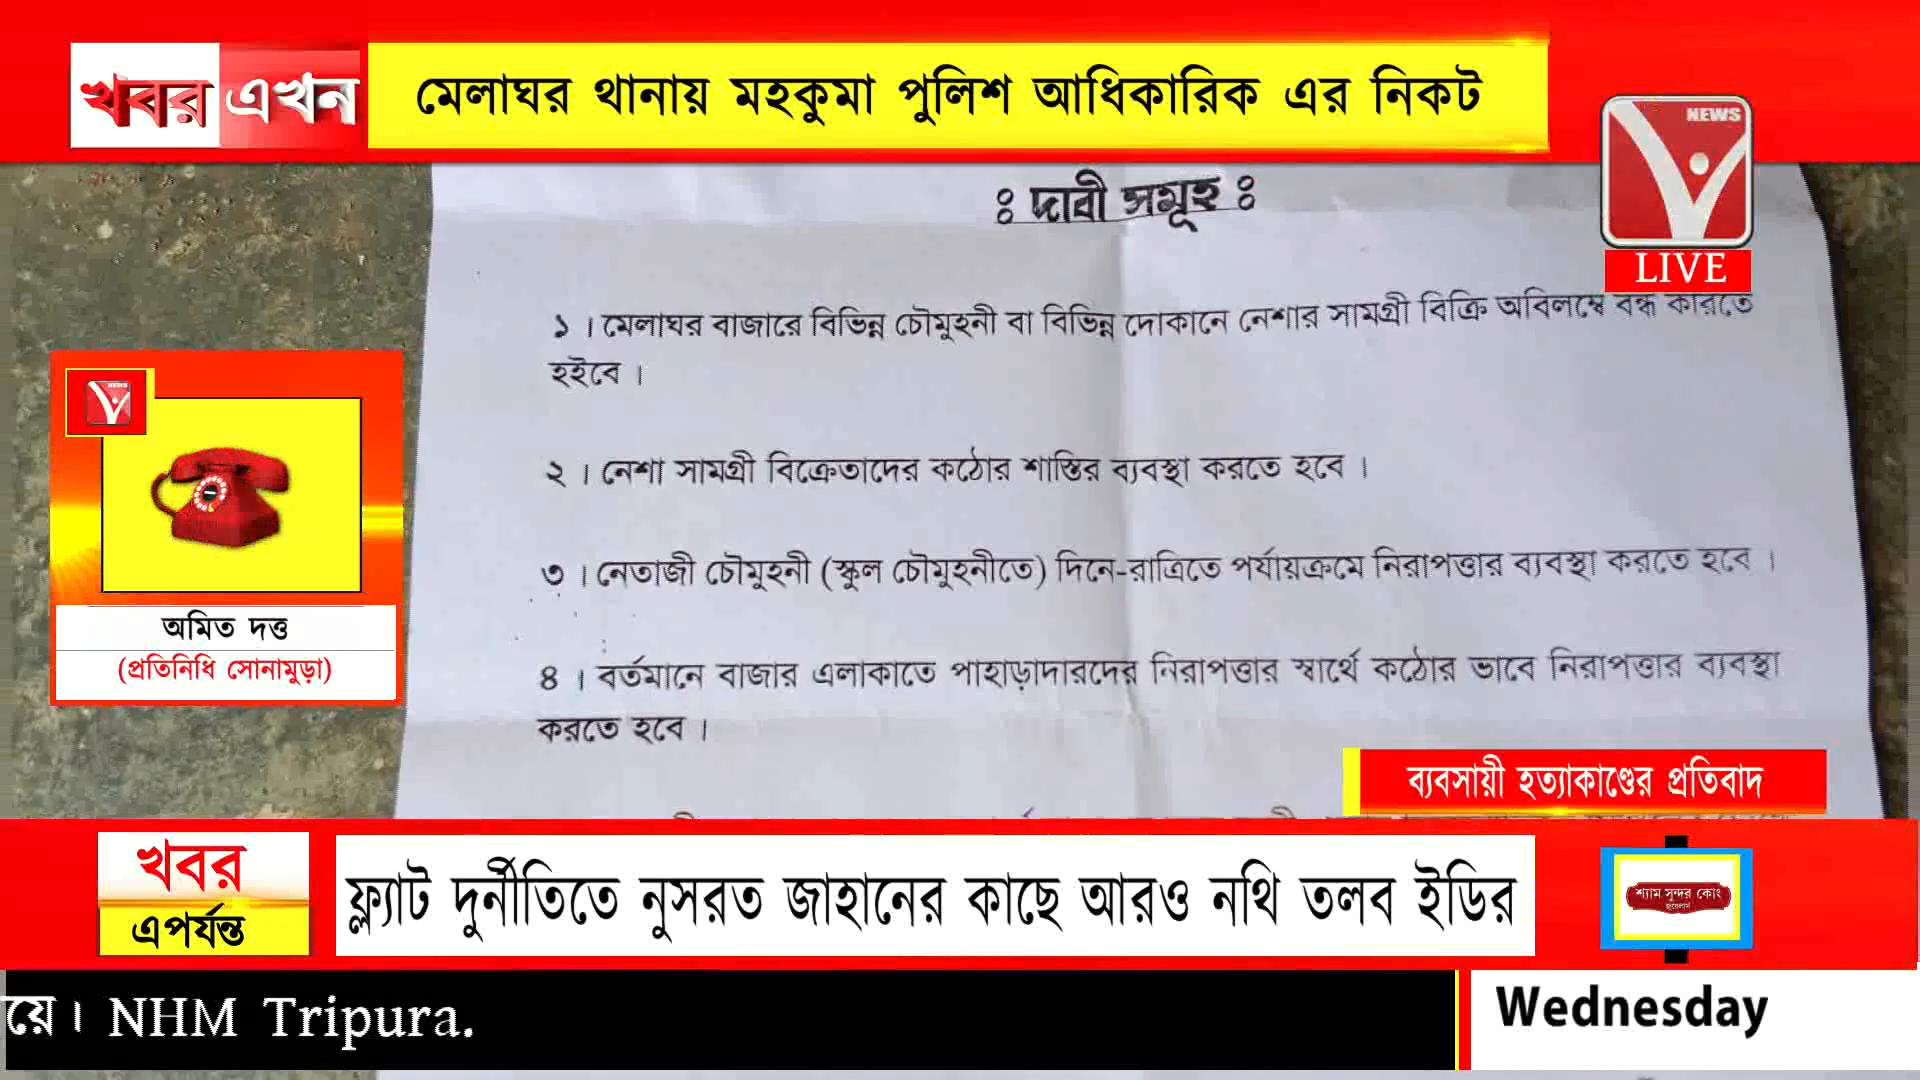 খবর এখন
মেলাঘর থানায় মহকুমা পুলিশ আধিকারিক এর নিকট
NEWS
LIVE
ঃ দাবী সমূহ ঃ
১ । মেলাঘর বাজারে বিভিন্ন চৌমুহনী বা বিভিন্ন দোকানে নেশার সামগ্রী বিক্রি অবিলম্বে বন্ধ করিতে
হইবে ।
২ । নেশা সামগ্রী বিক্রেতাদের কঠোর শাস্তির ব্যবস্থা করতে হবে ।
৩ । নেতাজী চৌমুহনী (স্কুল চৌমুহনীতে) দিনে-রাত্রিতে পর্যায়ক্রমে নিরাপত্তার ব্যবস্থা করতে হবে ।
৪ । বর্তমানে বাজার এলাকাতে পাহাড়াদারদের নিরাপত্তার স্বার্থে কঠোর ভাবে নিরাপত্তার ব্যবস্থা
করতে হবে ।
NEWS
অমিত দত্ত
(প্রতিনিধি সোনামুড়া)
ব্যবসায়ী হত্যাকাণ্ডের প্রতিবাদ
খবর
এপর্যন্ত
ফ্ল্যাট দুর্নীতিতে নুসরত জাহানের কাছে আরও নথি তলব ইডির
শ্যাম সুন্দর কোং
জুয়েলার্স
য়ে। NHM Tripura.
Wednesday